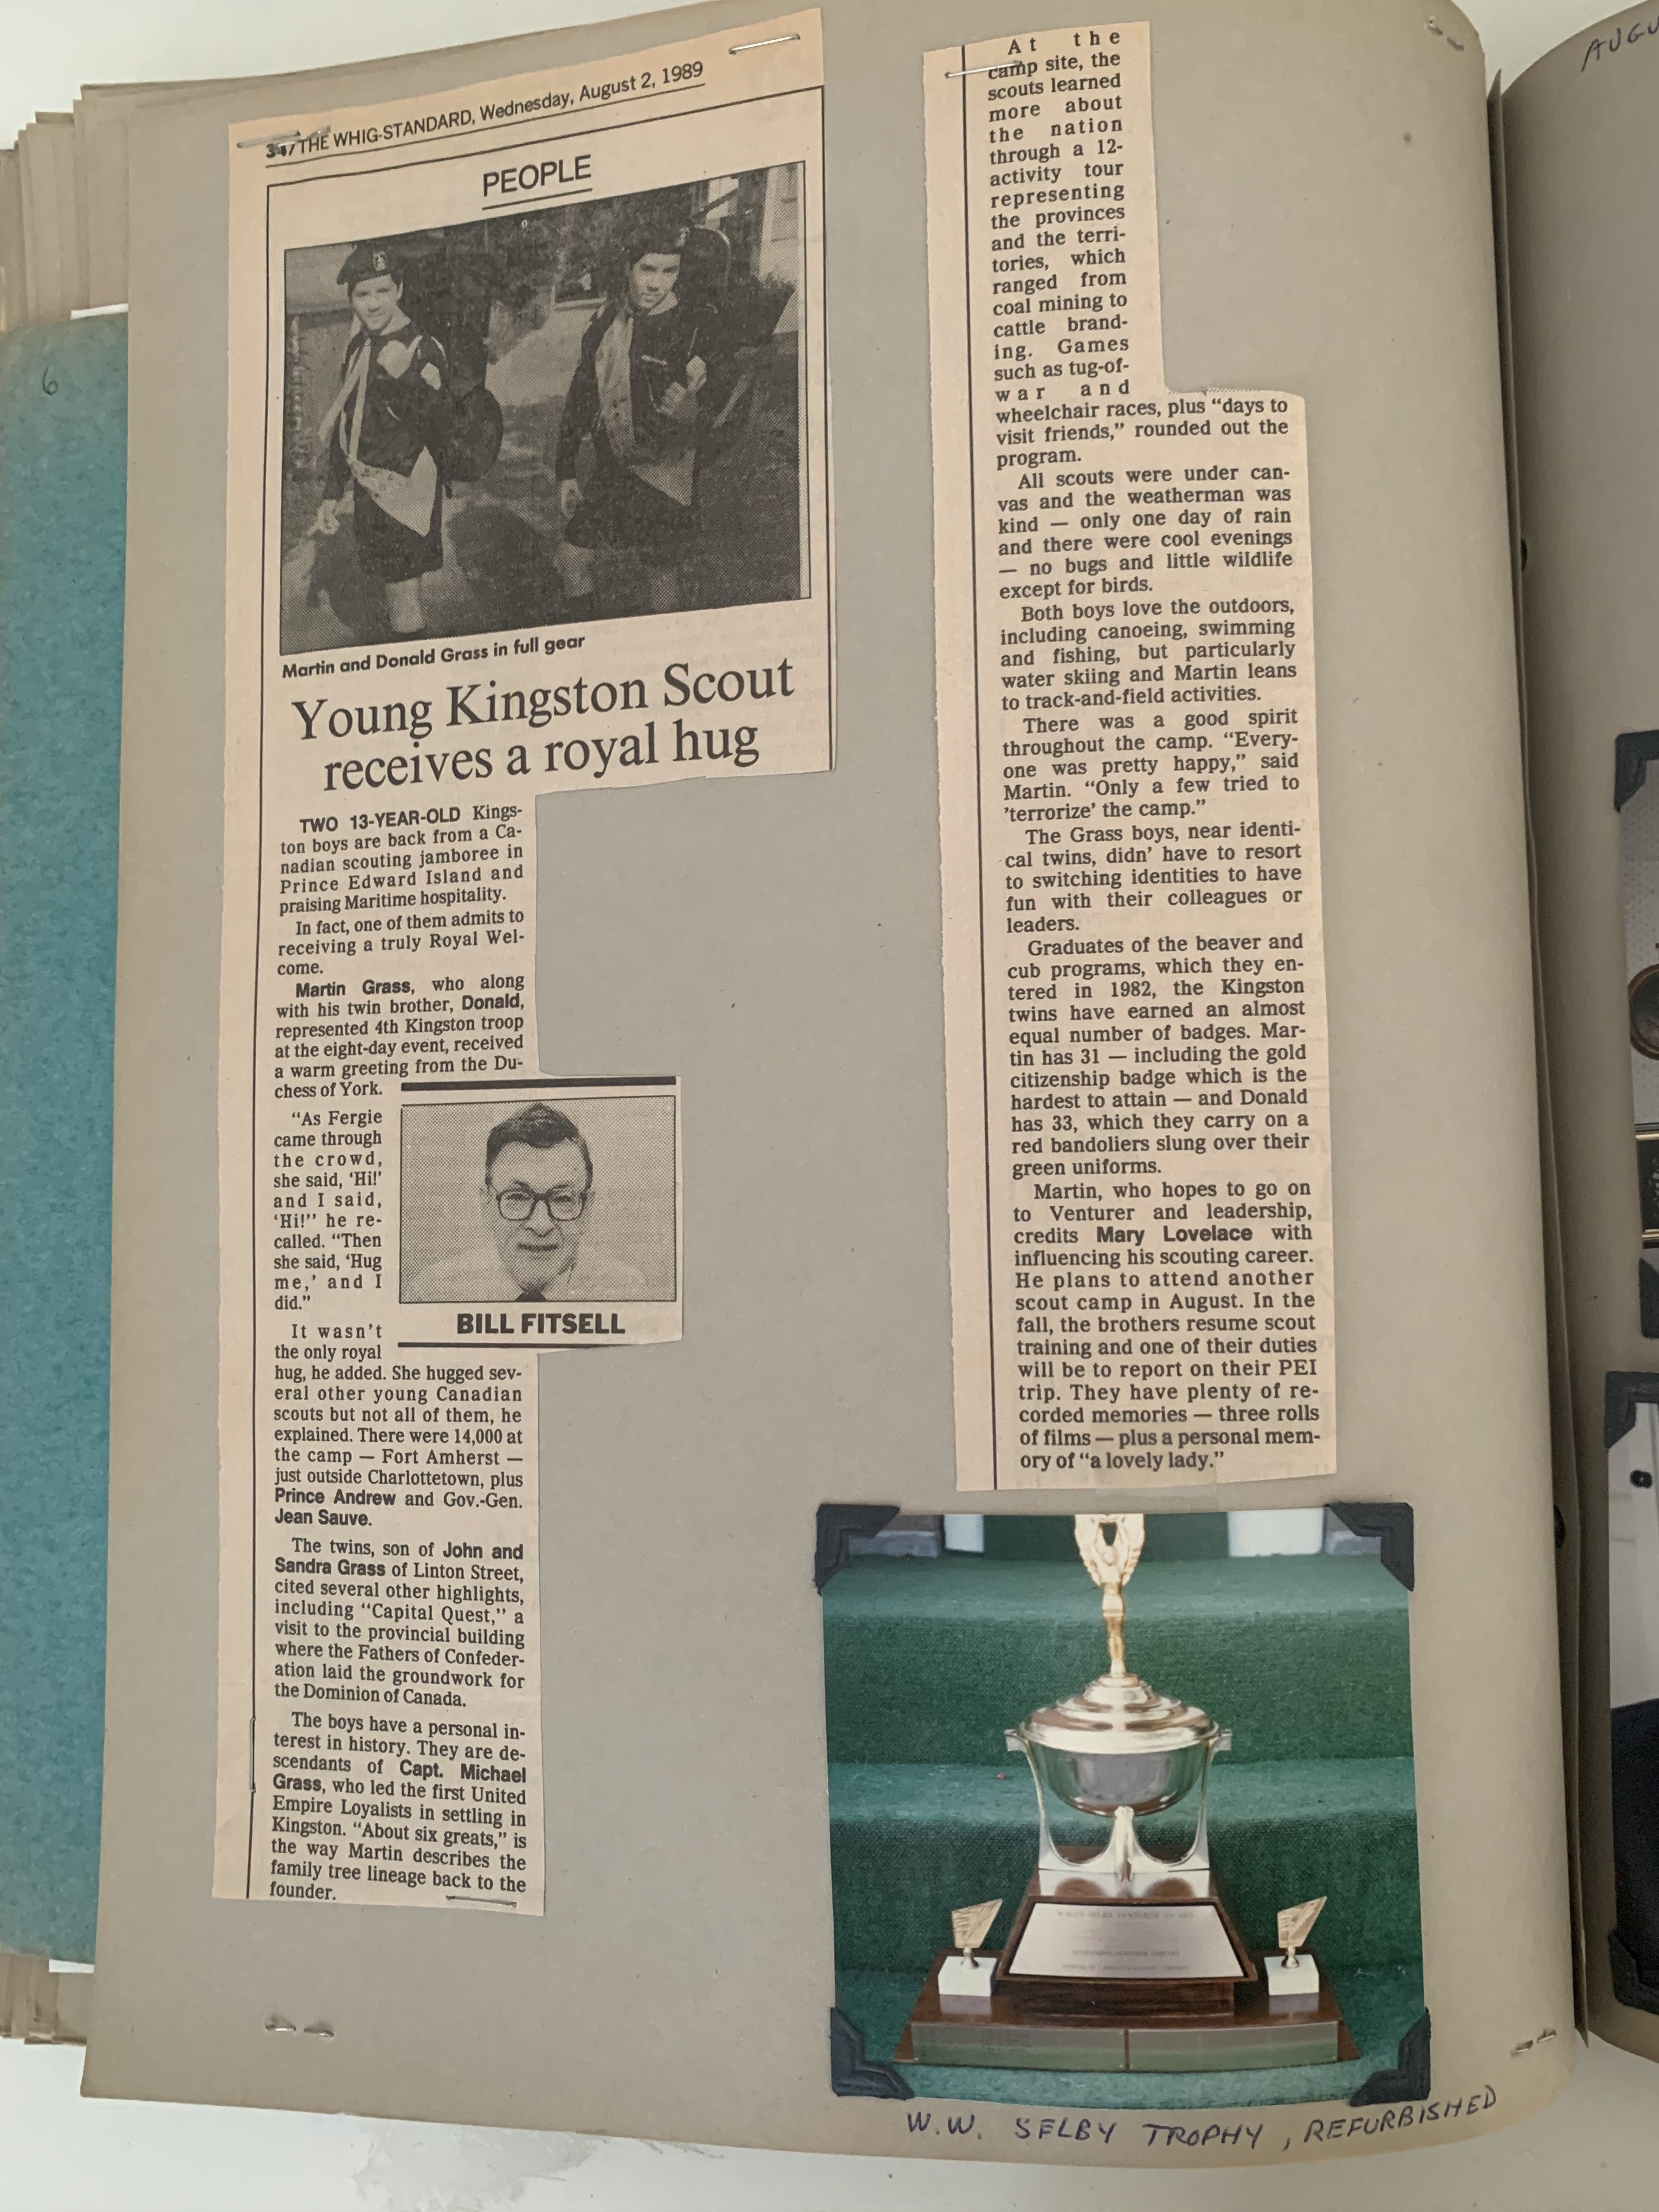 34/THE WHIG-STANDARD, Wednesday, August 2, 1989
PEOPLE
Martin and Donald Grass in full gear
Young Kingston Scout
receives a royal hug
TWO 13-YEAR-OLD Kings-
ton boys are back from a Ca-
nadian scouting jamboree in
Prince Edward Island and
praising Maritime hospitality.
In fact, one of them admits to
receiving a truly Royal Wel-
come.
Martin Grass, who along
with his twin brother, Donald,
represented 4th Kingston troop
at the eight-day event, received
a warm greeting from the Du-
chess of York.
"As Fergie
came through
the crowd,
she said, 'Hi!'
and I said,
'Hi!'' he re-
called. "Then
she said, 'Hug
me,' and I
did."
It wasn't
the only royal
hug, he added. She hugged sev-
eral other young Canadian
scouts but not all of them, he
explained. There were 14,000 at
the camp — Fort Amherst —
just outside Charlottetown, plus
Prince Andrew and Gov.-Gen.
Jean Sauve.
The twins, son of John and
Sandra Grass of Linton Street,
cited several other highlights,
including "Capital Quest," a
visit to the provincial building
where the Fathers of Confeder-
ation laid the groundwork for
the Dominion of Canada.
The boys have a personal in-
terest in history. They are de-
scendants of Capt. Michael
Grass, who led the first United
Empire Loyalists in settling in
Kingston. "About six greats," is
the way Martin describes the
family tree lineage back to the
founder.
BILL FITSELL
At the
camp site, the
scouts learned
more about
the nation
through a 12-
activity tour
representing
the provinces
and the terri-
tories, which
ranged from
coal mining to
cattle brand-
ing. Games
such as tug-of-
war and
wheelchair races, plus "days to
visit friends," rounded out the
program.
All scouts were under can-
vas and the weatherman was
kind — only one day of rain
and there were cool evenings
— no bugs and little wildlife
except for birds.
Both boys love the outdoors,
including canoeing, swimming
and fishing, but particularly
water skiing and Martin leans
to track-and-field activities.
There was a good spirit
throughout the camp. "Every-
one was pretty happy," said
Martin. "Only a few tried to
'terrorize' the camp."
The Grass boys, near identi-
cal twins, didn' have to resort
to switching identities to have
fun with their colleagues or
leaders.
Graduates of the beaver and
cub programs, which they en-
tered in 1982, the Kingston
twins have earned an almost
equal number of badges. Mar-
tin has 31 — including the gold
citizenship badge which is the
hardest to attain — and Donald
has 33, which they carry on a
red bandoliers slung over their
green uniforms.
Martin, who hopes to go on
to Venturer and leadership,
credits Mary Lovelace with
influencing his scouting career.
He plans to attend another
scout camp in August. In the
fall, the brothers resume scout
training and one of their duties
will be to report on their PEI
trip. They have plenty of re-
corded memories — three rolls
of films — plus a personal mem-
ory of "a lovely lady."
W.W. SELBY TROPHY, REFURBISHED
6
AUGU